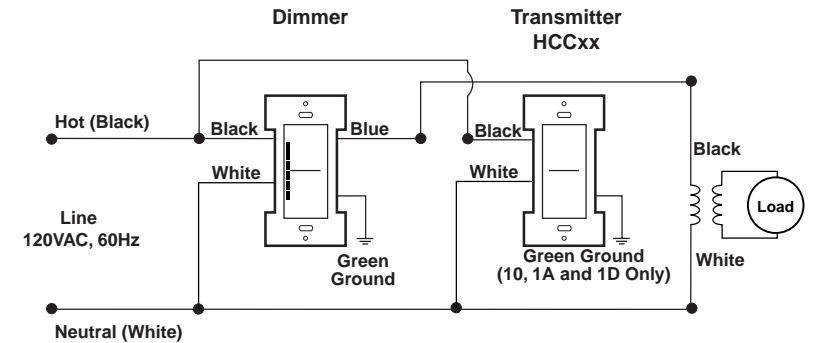 Dimmer
Transmitter
HCCxx
Hot (Black)
Black
Blue
Black
White
White
Black
Load
Line
120VAC, 60Hz
Green
Ground
Green Ground
(10, 1A and 1D Only)
White
Neutral (White)